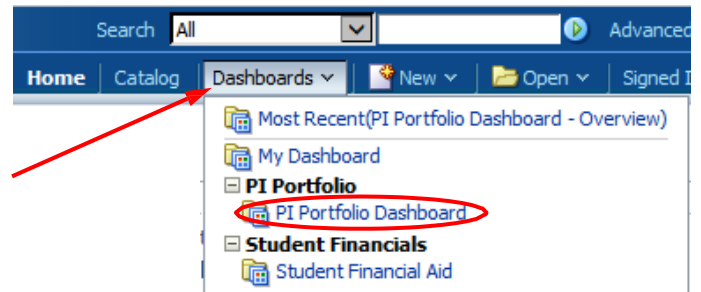 Search All Advanced
Home Catalog Dashboards New Open Signed I
Most Recent(PI Portfolio Dashboard - Overview)
My Dashboard
PI Portfolio
PI Portfolio Dashboard
Student Financials
Student Financial Aid